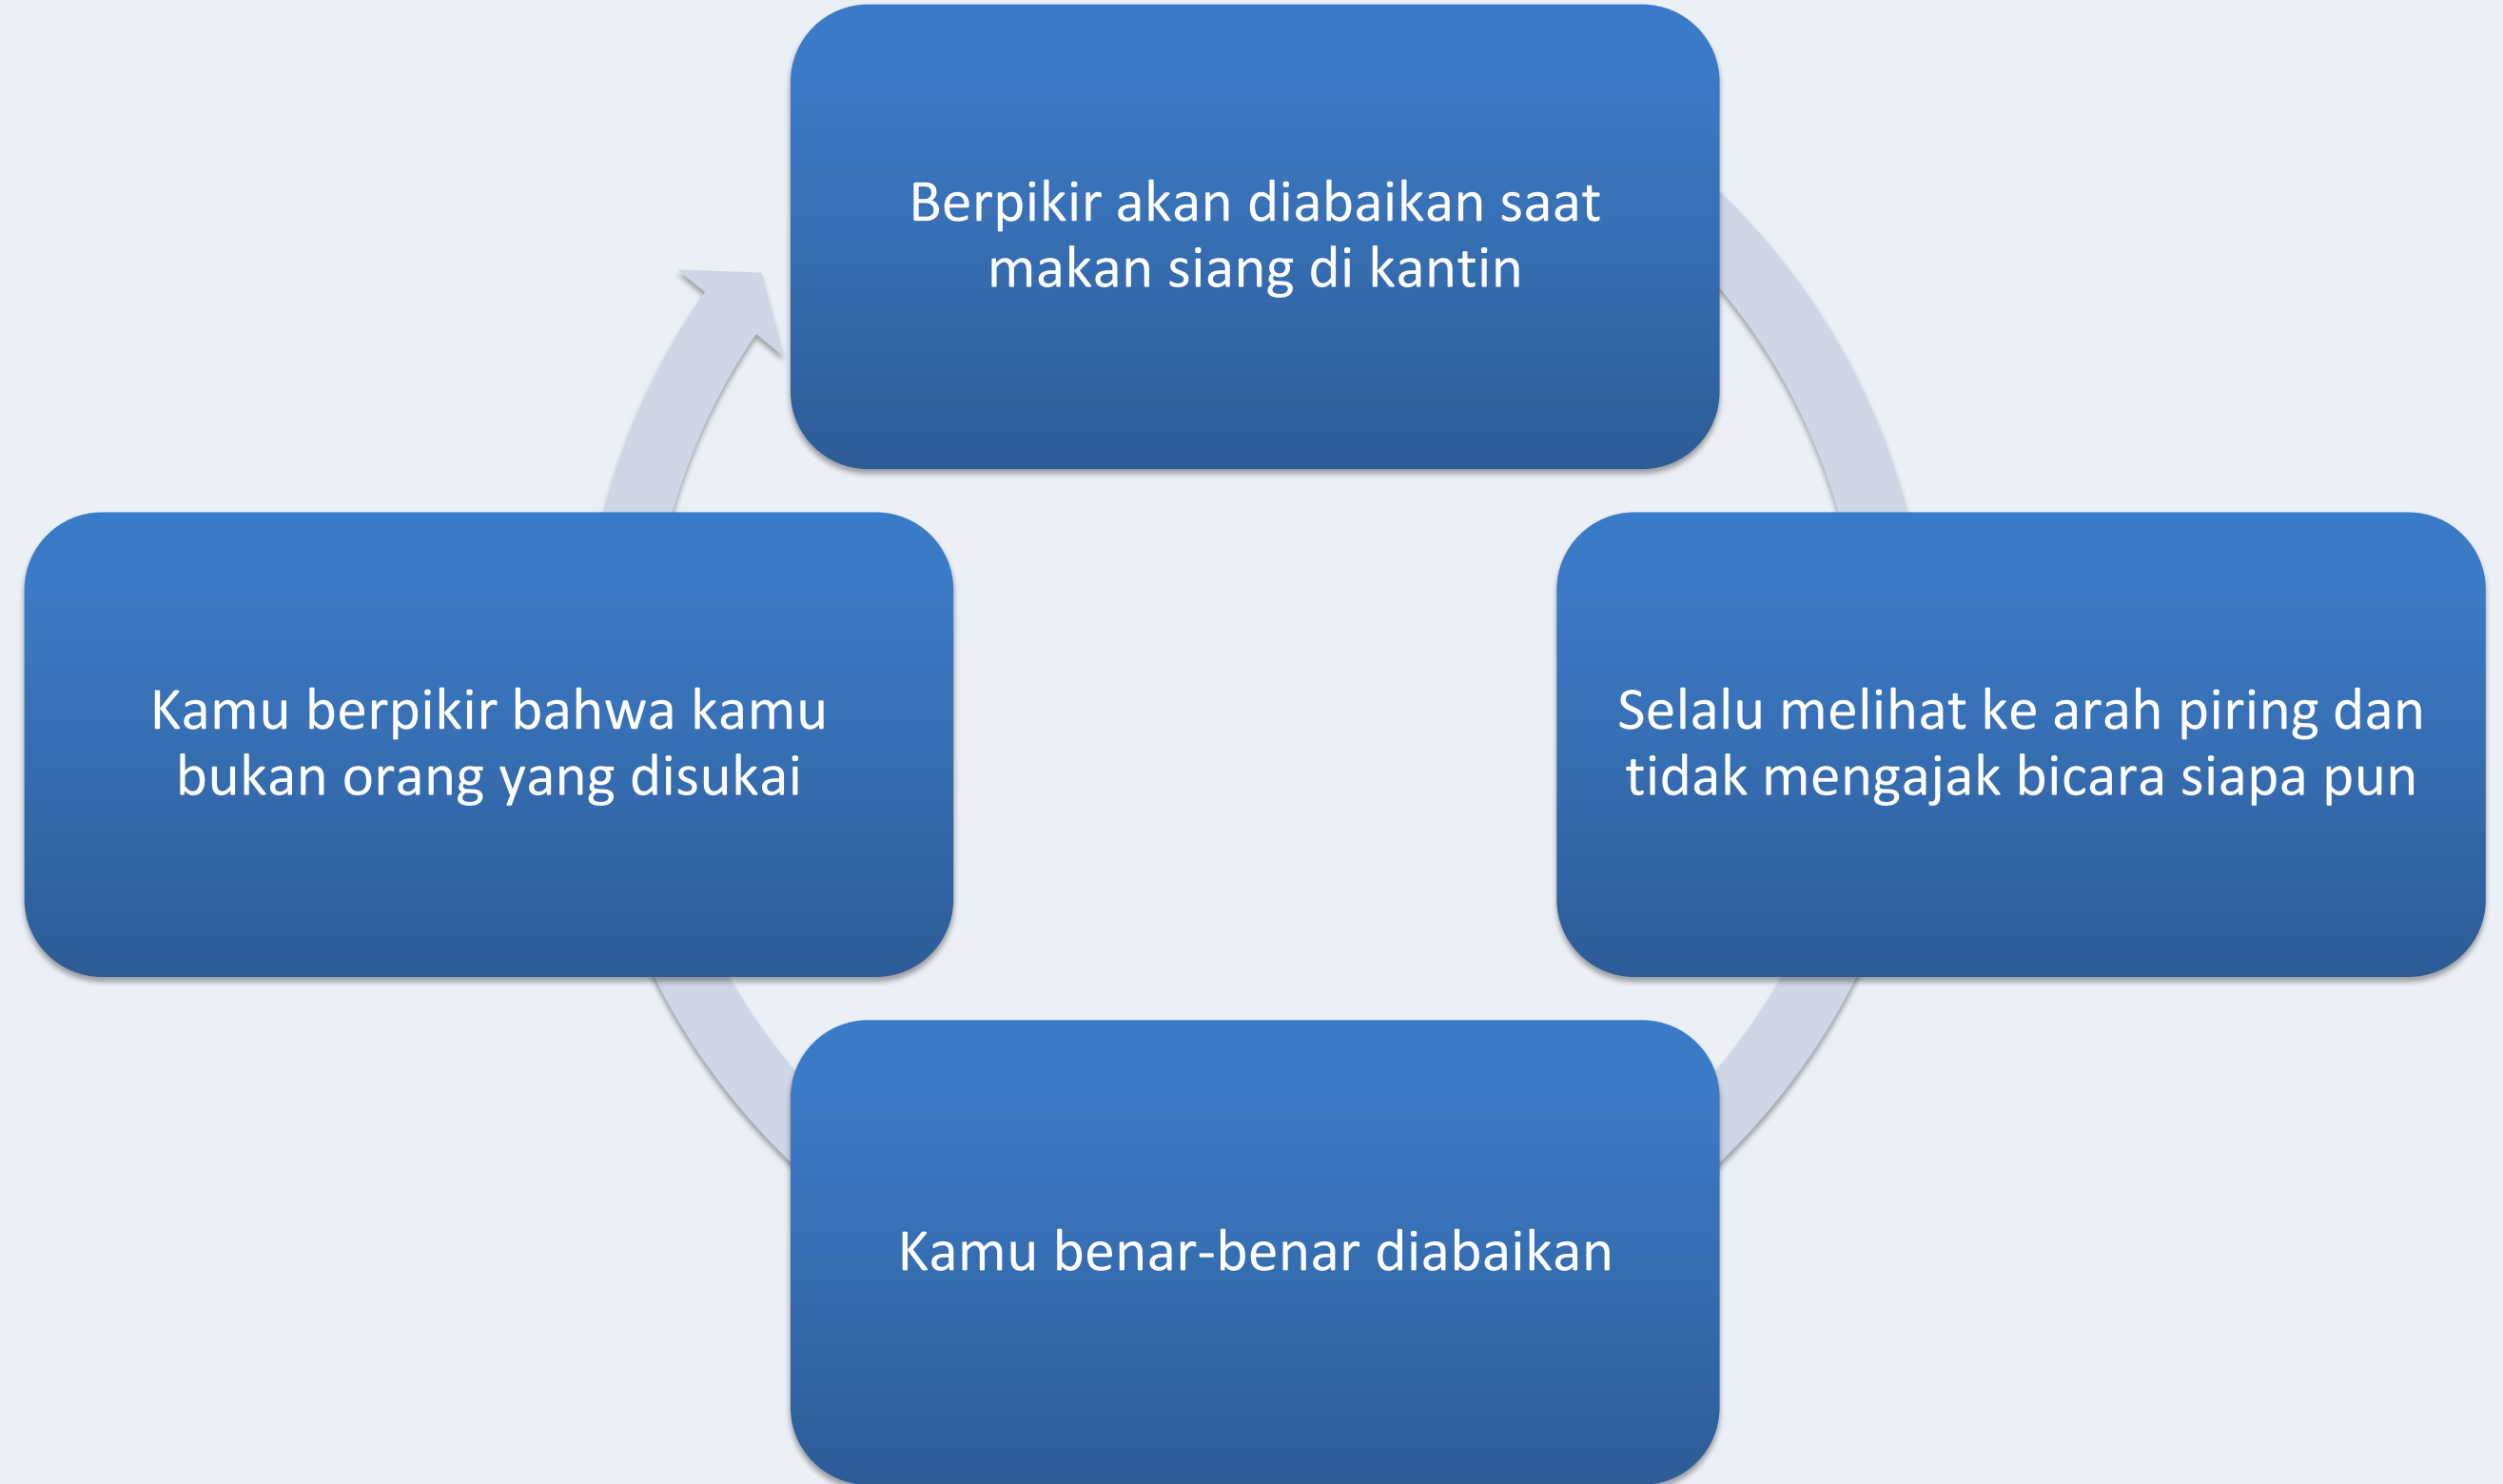 Berpikir akan diabaikan saat
makan siang di kantin
Selalu melihat ke arah piring dan
tidak mengajak bicara siapa pun
Kamu benar-benar diabaikan
Kamu berpikir bahwa kamu
bukan orang yang disukai